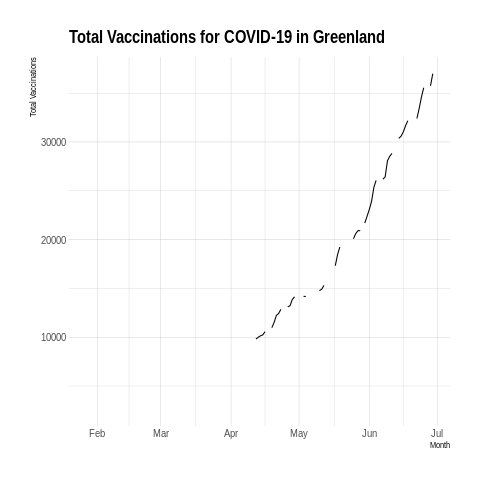 Total Vaccinations for COVID-19 in Greenland
Total Vaccinations
30000
20000
10000
Feb Mar Apr May Jun Jul
Month